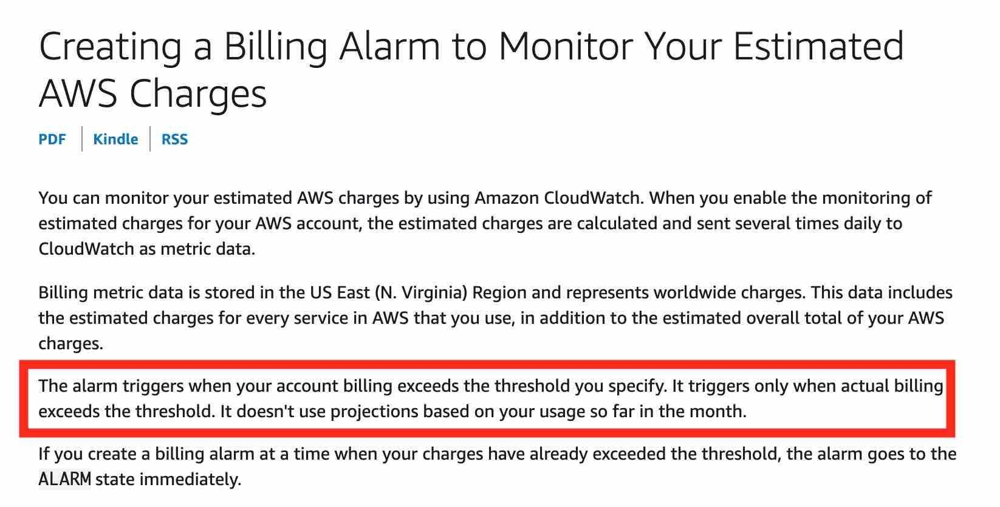 Creating a Billing Alarm to Monitor Your Estimated
AWS Charges
PDF | Kindle | RSS
You can monitor your estimated AWS charges by using Amazon CloudWatch. When you enable the monitoring of
estimated charges for your AWS account, the estimated charges are calculated and sent several times daily to
CloudWatch as metric data.
Billing metric data is stored in the US East (N. Virginia) Region and represents worldwide charges. This data includes
the estimated charges for every service in AWS that you use, in addition to the estimated overall total of your AWS
charges.
The alarm triggers when your account billing exceeds the threshold you specify. It triggers only when actual billing
exceeds the threshold. It doesn't use projections based on your usage so far in the month.
If you create a billing alarm at a time when your charges have already exceeded the threshold, the alarm goes to the
ALARM state immediately.